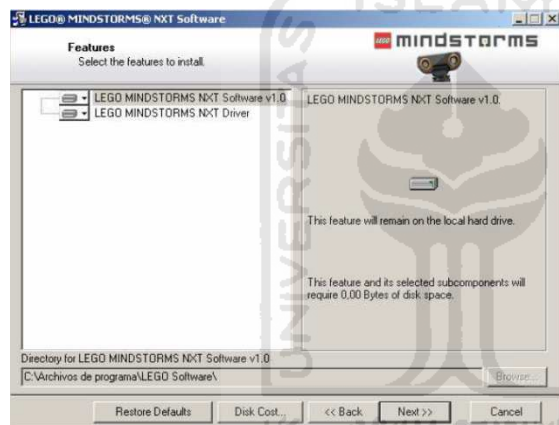 LEGO® MINDSTORMS® NXT Software
Features
Select the features to install.
mindstorms
LEGO MINDSTORMS NXT Software v1.0
LEGO MINDSTORMS NXT Driver
LEGO MINDSTORMS NXT Software v1.0.
This feature will remain on the local hard drive.
This feature and its selected subcomponents will
require 0,00 Bytes of disk space.
Directory for LEGO MINDSTORMS NXT Software v1.0
C:\Archivos de programa\LEGO Software\
Browse...
Restore Defaults
Disk Cost...
<< Back
Next >>
Cancel
UNIVERSITAS
ISLAM